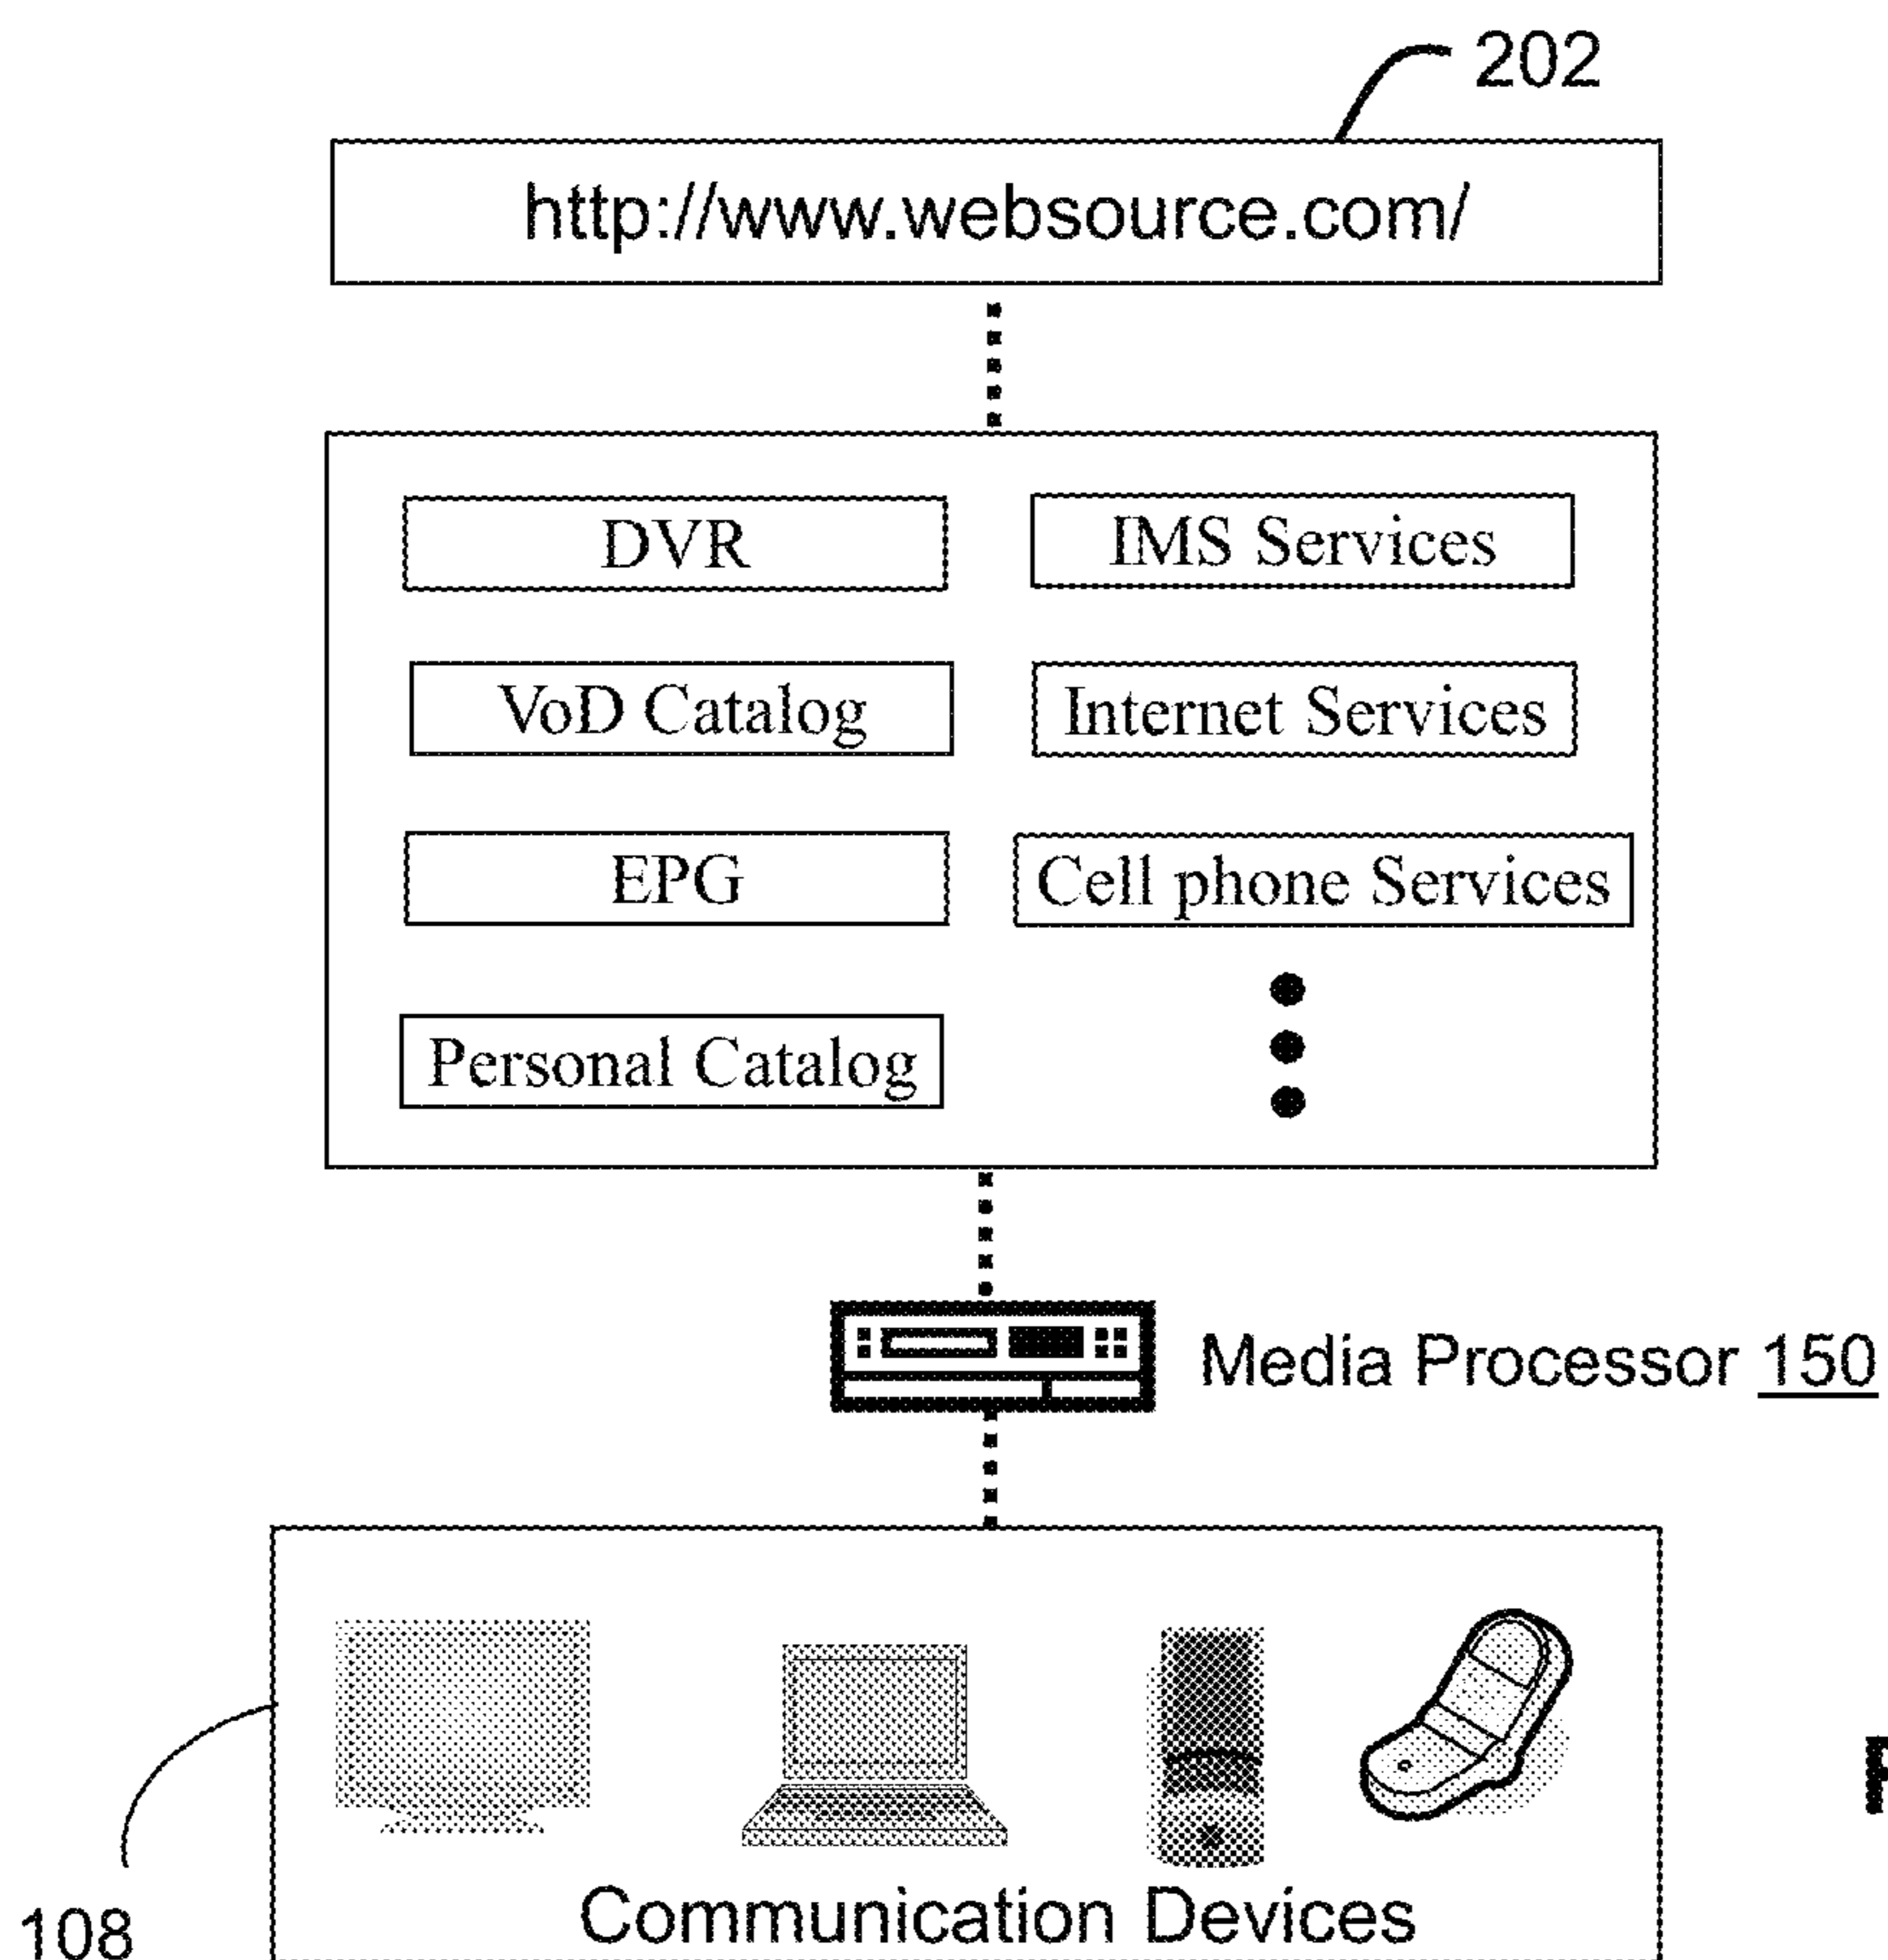 202
http://www.websource.com/
DVR
IMS Services
VoD Catalog
Internet Services
EPG
Cell phone Services
Personal Catalog
Media Processor 150
Communication Devices
108